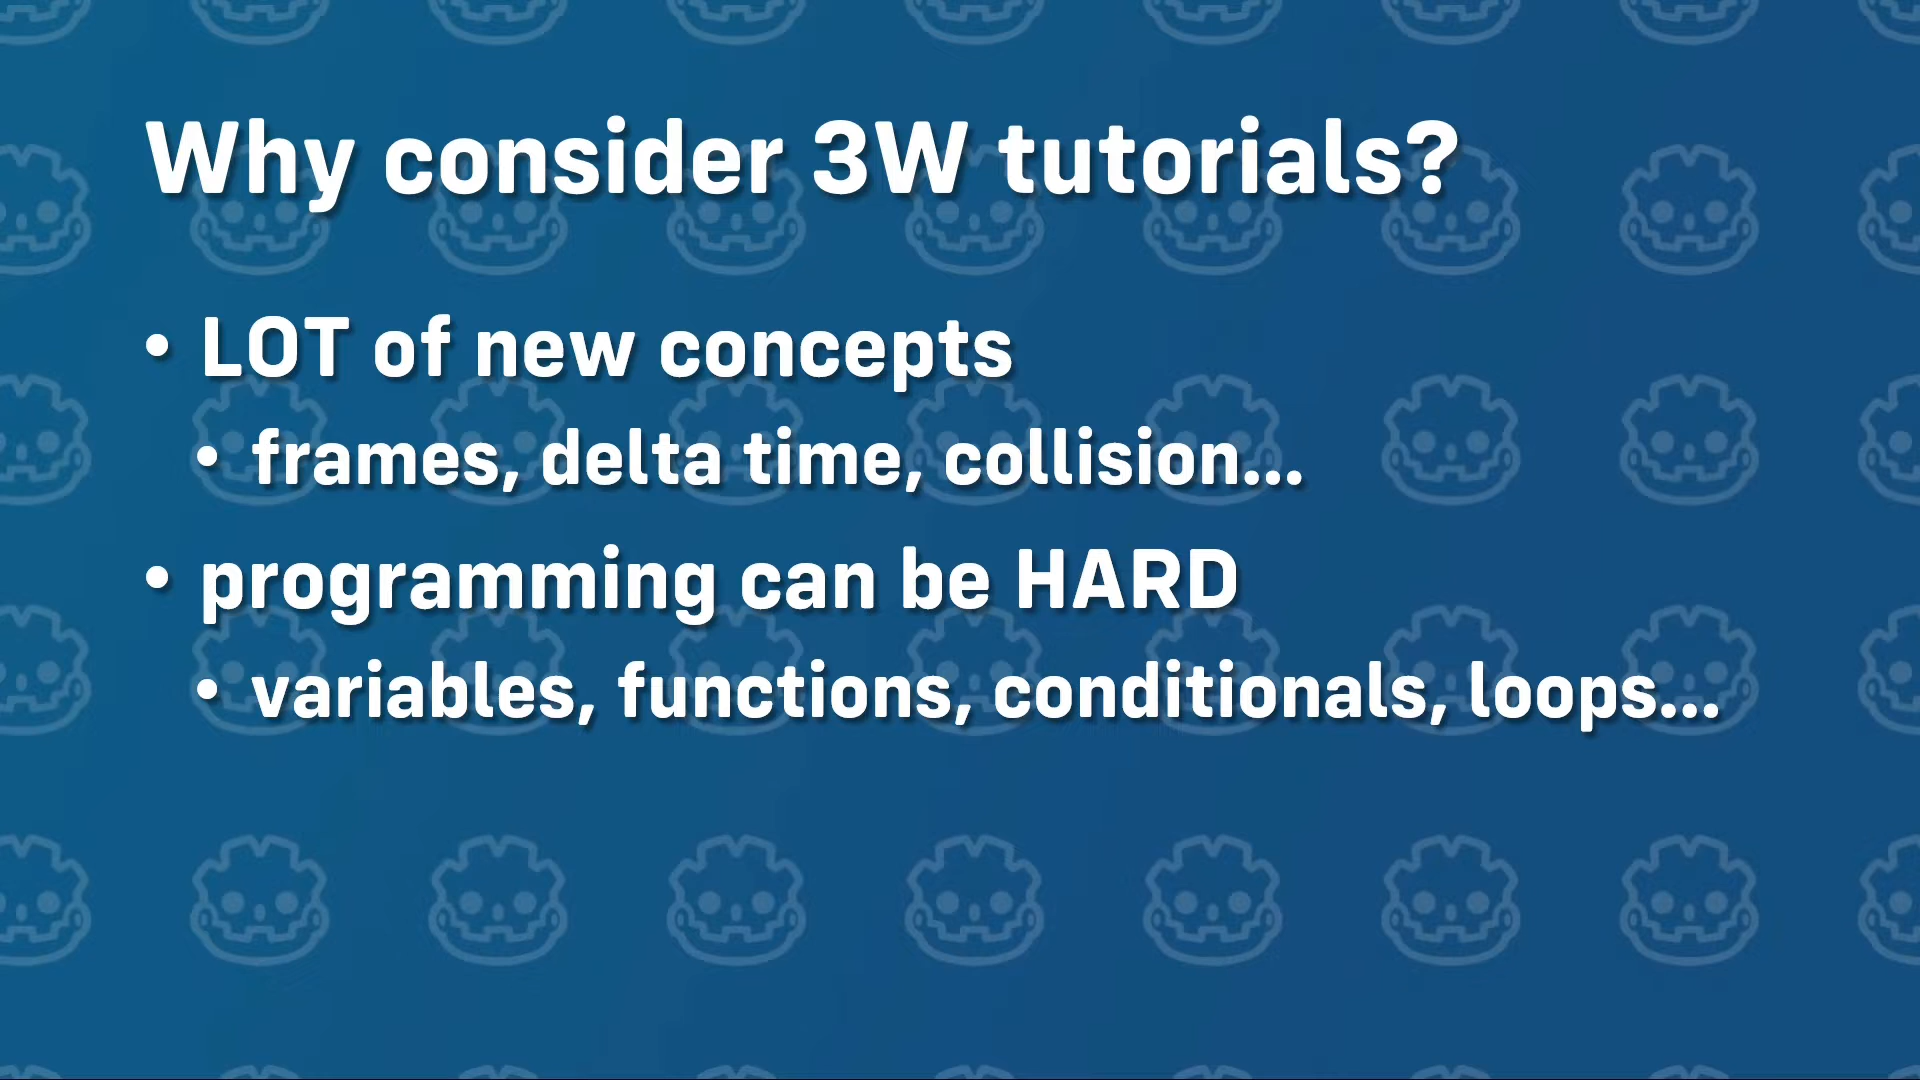 Why consider 3W tutorials?
• LOT of new concepts
• frames, delta time, collision...
• programming can be HARD
• variables, functions, conditionals, loops...